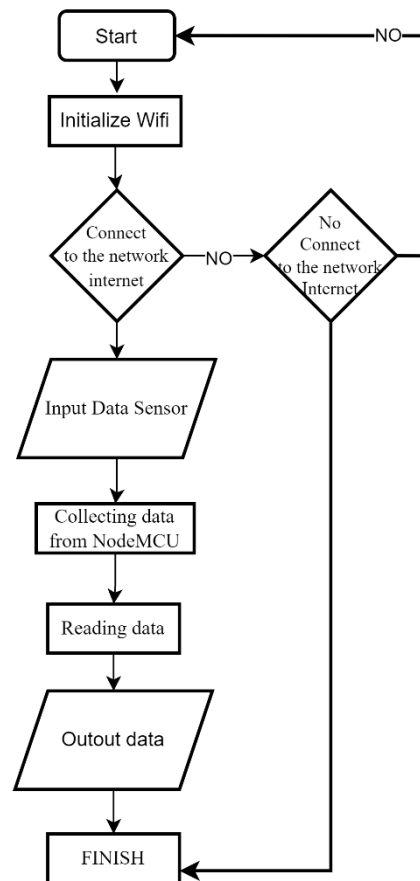 Start
NO
Initialize Wifi
Connect
to the network
internet
NO
No
Connect
to the network
Internet
Input Data Sensor
Collecting data
from NodeMCU
Reading data
Outout data
FINISH